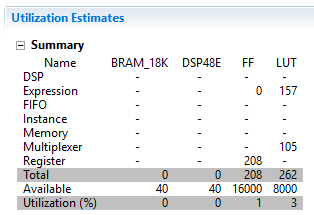 Utilization Estimates
Summary
Name BRAM_18K DSP48E FF LUT
DSP - - - -
Expression - - 0 157
FIFO - - - -
Instance - - - -
Memory - - - -
Multiplexer - - - 105
Register - - 208 -
Total 0 0 208 262
Available 40 40 16000 8000
Utilization (%) 0 0 1 3